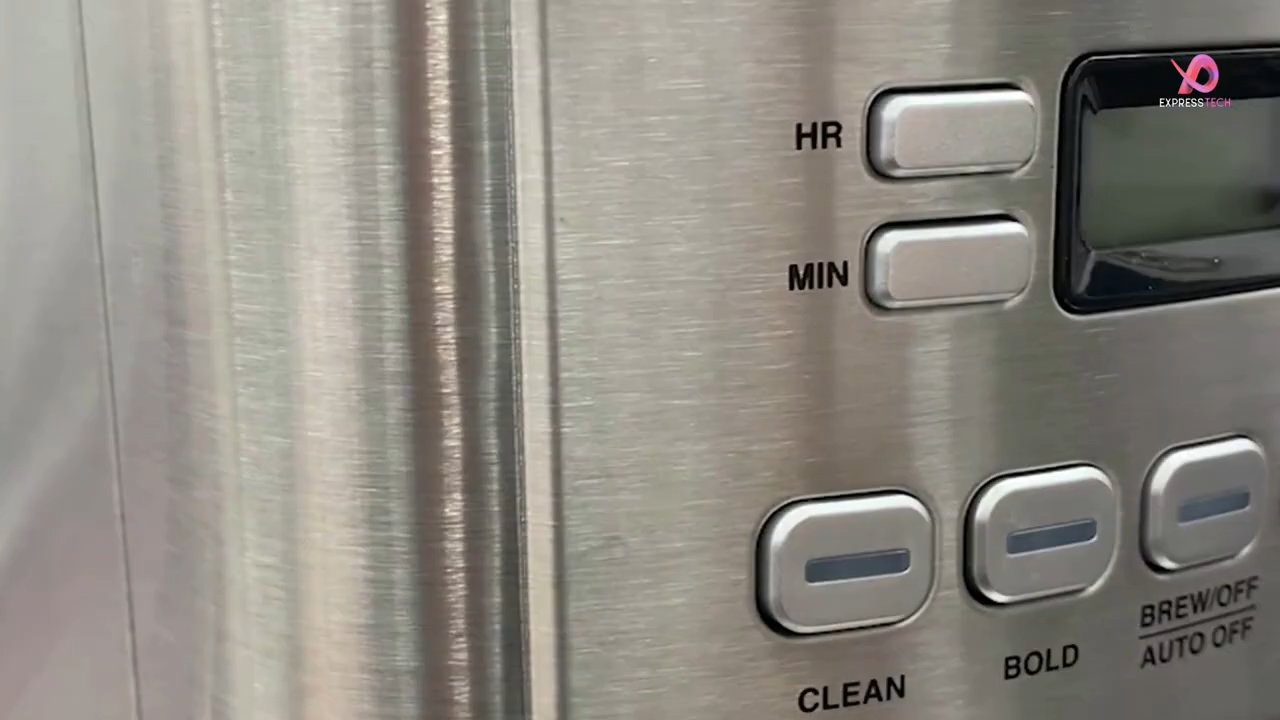 EXPRESSTECH
HR
MIN
CLEAN
BOLD
BREW/OFF
AUTO OFF